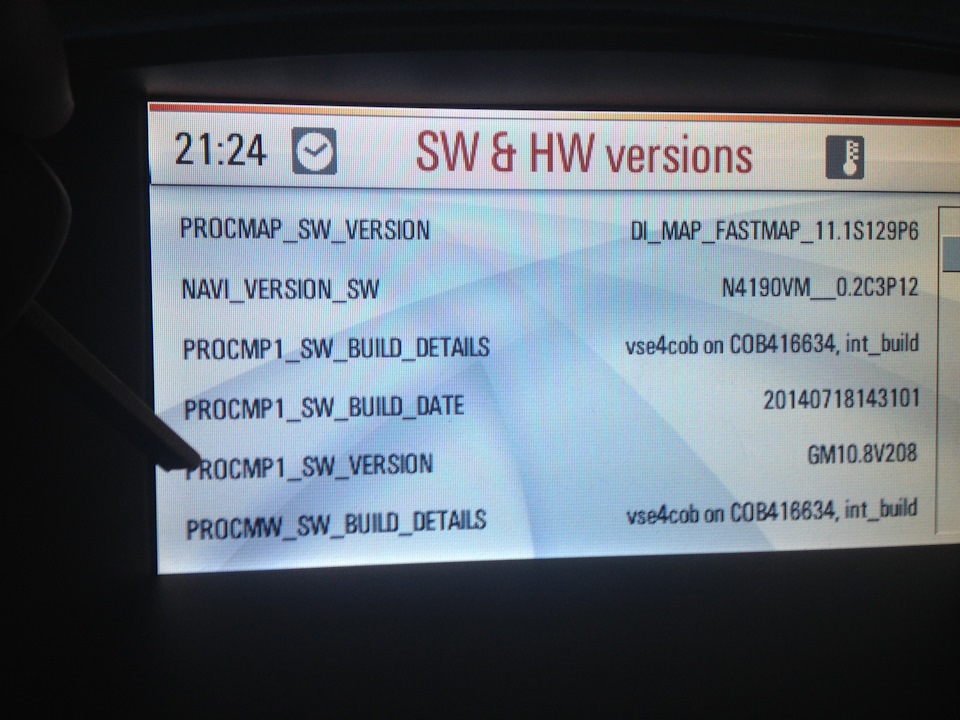 21:24 SW & HW versions
PROCMAP_SW_VERSION DI_MAP_FASTMAP_11.1S129P6
NAVI_VERSION_SW N4190VM__0.2C3P12
PROCMP1_SW_BUILD_DETAILS vse4cob on COB416634, int_build
PROCMP1_SW_BUILD_DATE 20140718143101
PROCMP1_SW_VERSION GM10.8V208
PROCMW_SW_BUILD_DETAILS vse4cob on COB416634, int_build